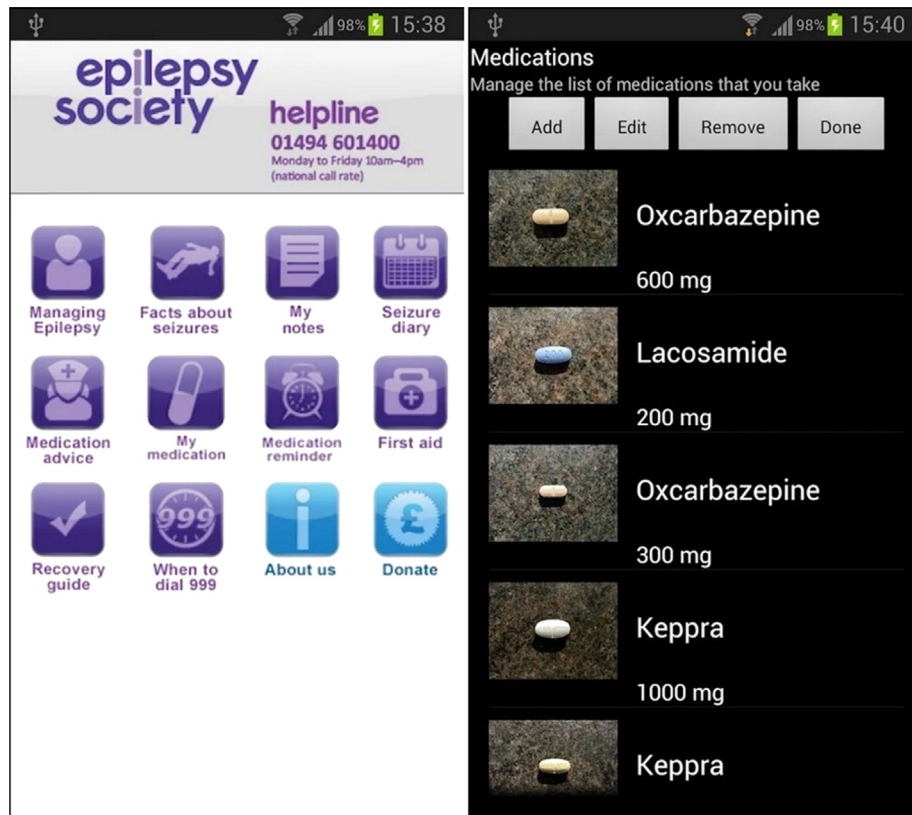 98% 15:38
epilepsy
society
helpline
01494 601400
Monday to Friday 10am–4pm
(national call rate)
Managing
Epilepsy
Facts about
seizures
My
notes
Seizure
diary
Medication
advice
My
medication
Medication
reminder
First aid
Recovery
guide
999
When to
dial 999
i
About us
£
Donate
98% 15:40
Medications
Manage the list of medications that you take
Add Edit Remove Done
Oxcarbazepine
600 mg
200
Lacosamide
200 mg
Oxcarbazepine
300 mg
Keppra
1000 mg
Keppra